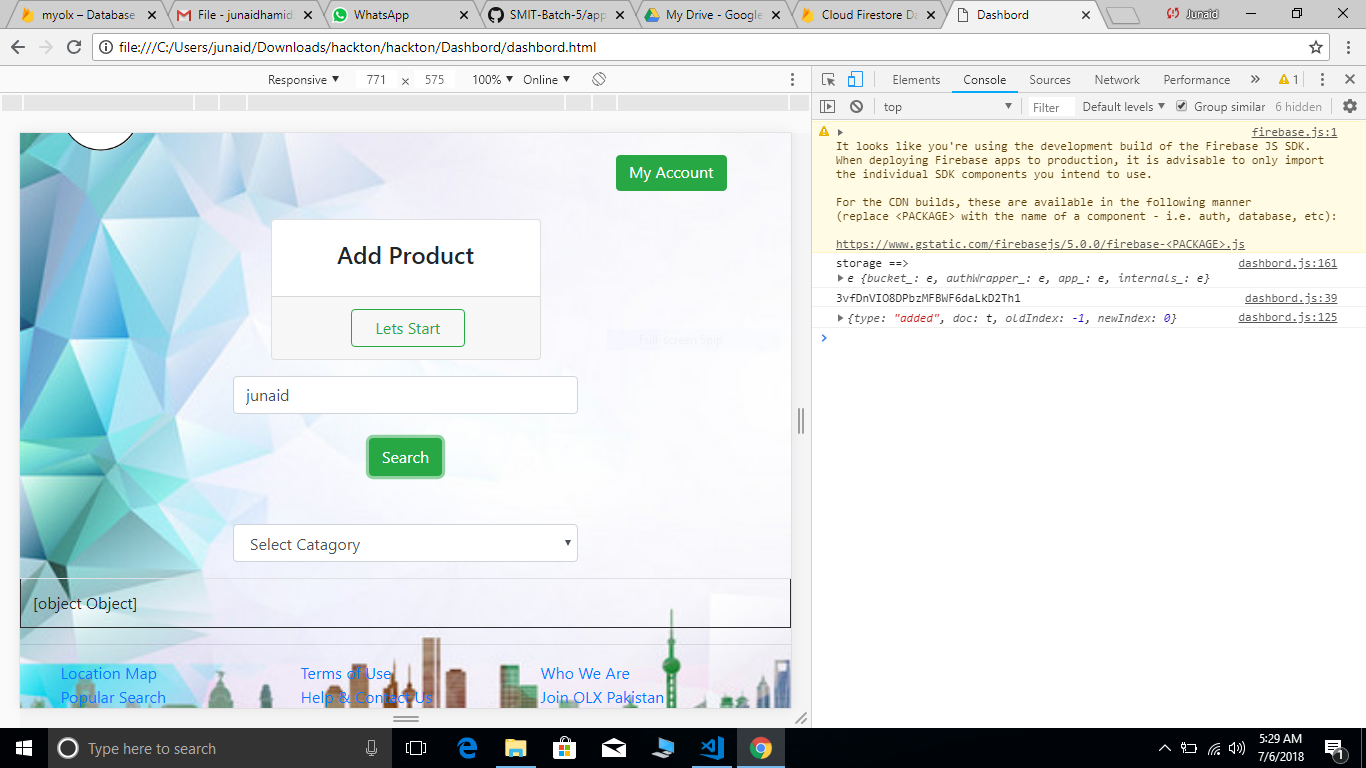 myolx – Database
File - junaidhamid
WhatsApp
SMIT-Batch-5/app
My Drive - Google
Cloud Firestore Da
Dashbord
Junaid
file:///C:/Users/junaid/Downloads/hackton/hackton/Dashbord/dashbord.html
Responsive
771
x
575
100%
Online
Elements
Console
Sources
Network
Performance
»
1
top
Filter
Default levels
Group similar
6 hidden
My Account
Add Product
Lets Start
junaid
Search
Select Catagory
[object Object]
Location Map
Terms of Use
Who We Are
Popular Search
Help & Contact Us
Join OLX Pakistan
Full-screen Snip
firebase.js:1
It looks like you're using the development build of the Firebase JS SDK.
When deploying Firebase apps to production, it is advisable to only import
the individual SDK components you intend to use.
For the CDN builds, these are available in the following manner
(replace <PACKAGE> with the name of a component - i.e. auth, database, etc):
https://www.gstatic.com/firebasejs/5.0.0/firebase-<PACKAGE>.js
storage ==>
dashbord.js:161
e {bucket_: e, authWrapper_: e, app_: e, internals_: e}
3vfDnVIO8DPbzMFBWF6daLkD2Th1
dashbord.js:39
{type: "added", doc: t, oldIndex: -1, newIndex: 0}
dashbord.js:125
Type here to search
5:29 AM
7/6/2018
1